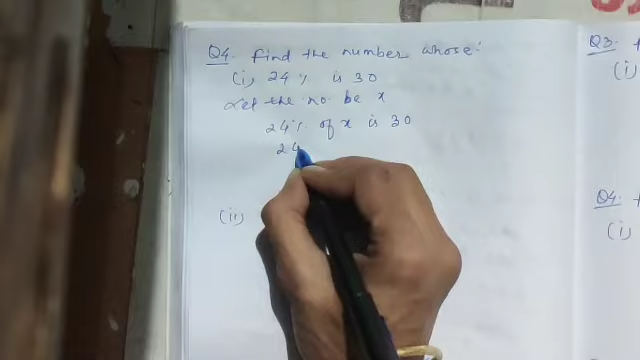 Q4. Find the number whose:
(i) 24% is 30
Let the no. be x
24% of x is 30
24
(ii)
Q3.
(i)
Q4.
(i)